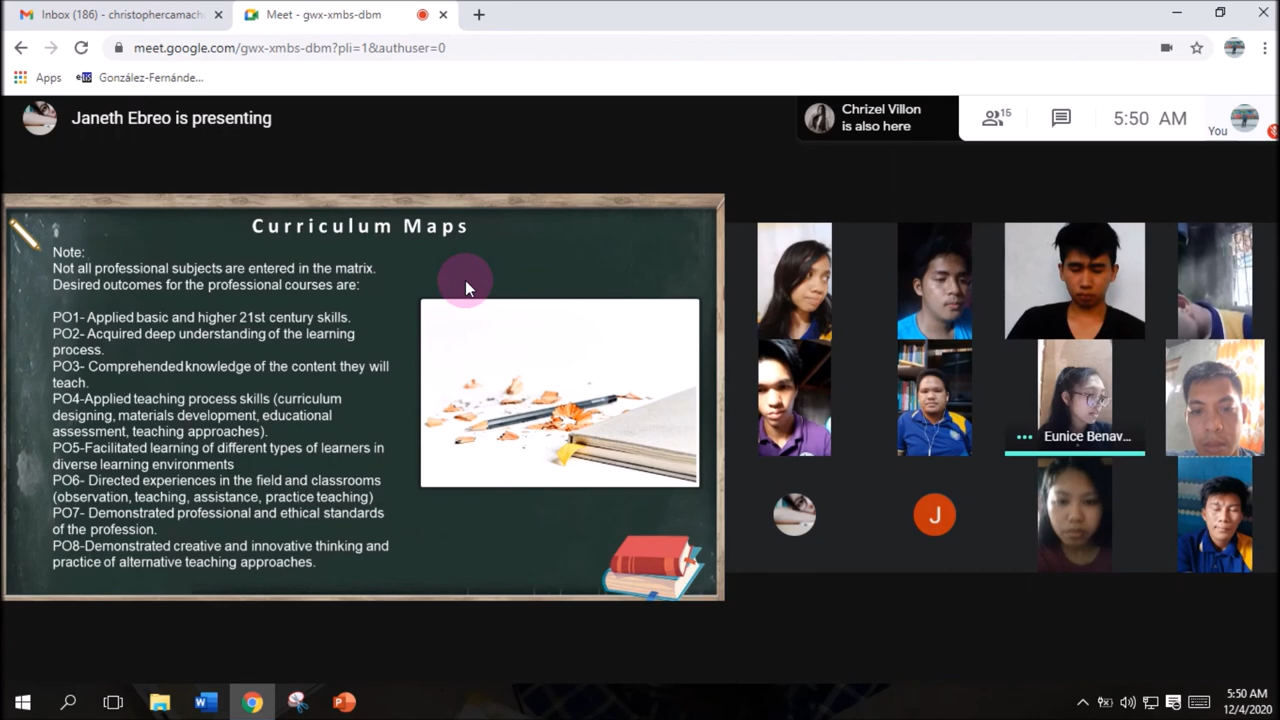 Inbox (186) - christophercamach
Meet - gwx-xmbs-dbm
meet.google.com/gwx-xmbs-dbm?pli=1&authuser=0
Apps
González-Fernánde...
Janeth Ebreo is presenting
Chrizel Villon
is also here
15
5:50 AM
You
Curriculum Maps
Note:
Not all professional subjects are entered in the matrix.
Desired outcomes for the professional courses are:
PO1- Applied basic and higher 21st century skills.
PO2- Acquired deep understanding of the learning
process.
PO3- Comprehended knowledge of the content they will
teach.
PO4-Applied teaching process skills (curriculum
designing, materials development, educational
assessment, teaching approaches).
PO5-Facilitated learning of different types of learners in
diverse learning environments
PO6- Directed experiences in the field and classrooms
(observation, teaching, assistance, practice teaching)
PO7- Demonstrated professional and ethical standards
of the profession.
PO8-Demonstrated creative and innovative thinking and
practice of alternative teaching approaches.
Eunice Benav...
J
5:50 AM
12/4/2020